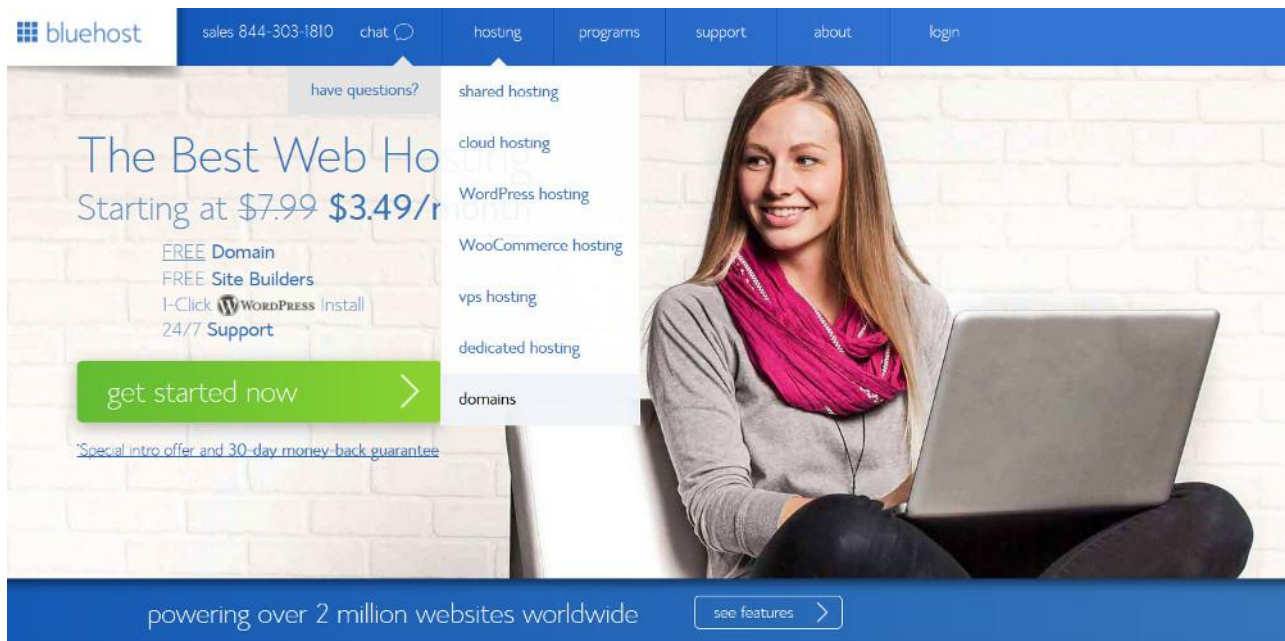 bluehost
sales 844-303-1810 chat hosting programs support about login
have questions?
shared hosting
cloud hosting
WordPress hosting
WooCommerce hosting
vps hosting
dedicated hosting
domains
The Best Web Hosting
Starting at $7.99 $3.49/month
FREE Domain
FREE Site Builders
1-Click WORDPRESS Install
24/7 Support
get started now
*Special intro offer and 30-day money-back guarantee
powering over 2 million websites worldwide
see features